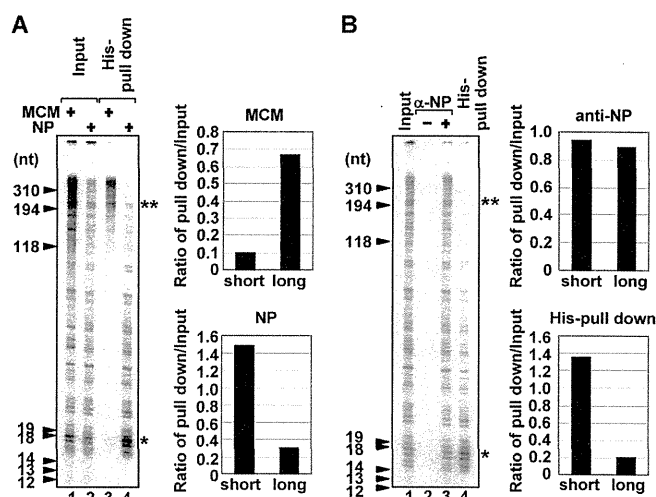 A
Input
His-
pull down
MCM + +
NP + +
(nt)
310
194
118
19
18
14
13
12
**
*
1 2 3 4
MCM
Ratio of pull down/Input
0.8
0.7
0.6
0.5
0.4
0.3
0.2
0.1
0
short long
NP
Ratio of pull down/Input
1.6
1.4
1.2
1.0
0.8
0.6
0.4
0.2
0
short long
B
Input
α-NP
His-
pull down
− +
(nt)
310
194
118
19
18
14
13
12
**
*
1 2 3 4
anti-NP
Ratio of pull down/Input
1.0
0.8
0.6
0.4
0.2
0
short long
His-pull down
Ratio of pull down/Input
1.6
1.4
1.2
1.0
0.8
0.6
0.4
0.2
0
short long